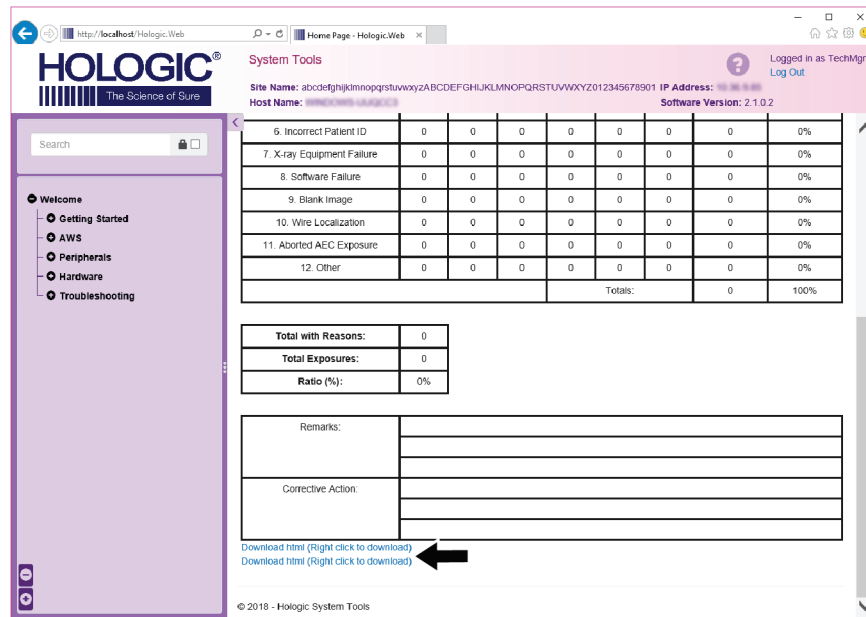 http://localhost/Hologic.Web
Home Page - Hologic.Web
HOLOGIC®
The Science of Sure
System Tools
Logged in as TechMgr
Log Out
Site Name: abcdefghijklmnopqrstuvwxyzABCDEFGHIJKLMNOPQRSTUVWXYZ012345678901 IP Address:
Host Name:
Software Version: 2.1.0.2
Search
Welcome
Getting Started
AWS
Peripherals
Hardware
Troubleshooting
6. Incorrect Patient ID 0 0 0 0 0 0 0 0%
7. X-ray Equipment Failure 0 0 0 0 0 0 0 0%
8. Software Failure 0 0 0 0 0 0 0 0%
9. Blank Image 0 0 0 0 0 0 0 0%
10. Wire Localization 0 0 0 0 0 0 0 0%
11. Aborted AEC Exposure 0 0 0 0 0 0 0 0%
12. Other 0 0 0 0 0 0 0 0%
Totals: 0 100%
Total with Reasons: 0
Total Exposures: 0
Ratio (%): 0%
Remarks:
Corrective Action:
Download html (Right click to download)
Download html (Right click to download)
© 2018 - Hologic System Tools